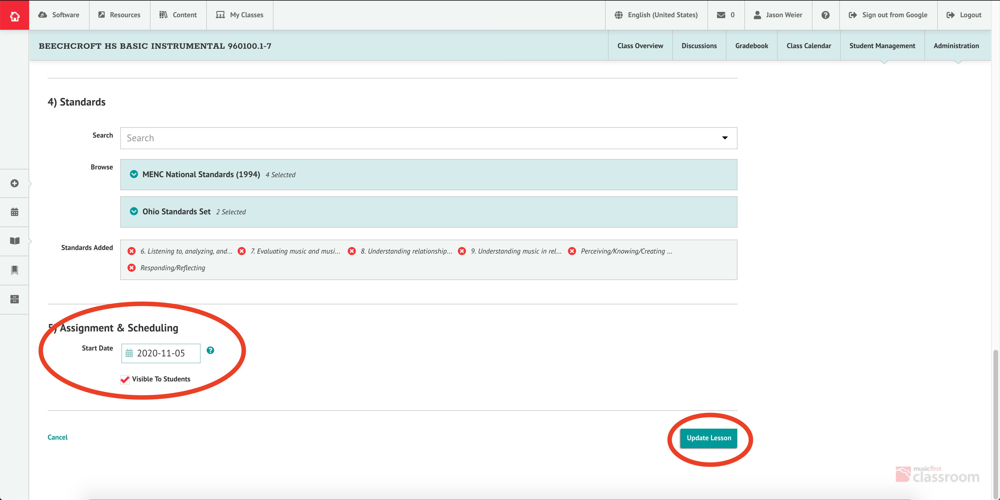 Software Resources Content My Classes English (United States) 0 Jason Weier Sign out from Google Logout
BEECHCROFT HS BASIC INSTRUMENTAL 960100.1-7 Class Overview Discussions Gradebook Class Calendar Student Management Administration
4) Standards
Search Search
Browse MENC National Standards (1994) 4 Selected
Ohio Standards Set 2 Selected
Standards Added 6. Listening to, analyzing, and... 7. Evaluating music and musi... 8. Understanding relationship... 9. Understanding music in rel... Perceiving/Knowing/Creating ...
Responding/Reflecting
5) Assignment & Scheduling
Start Date 2020-11-05 ?
Visible To Students
Cancel Update Lesson
musicfirst
classroom